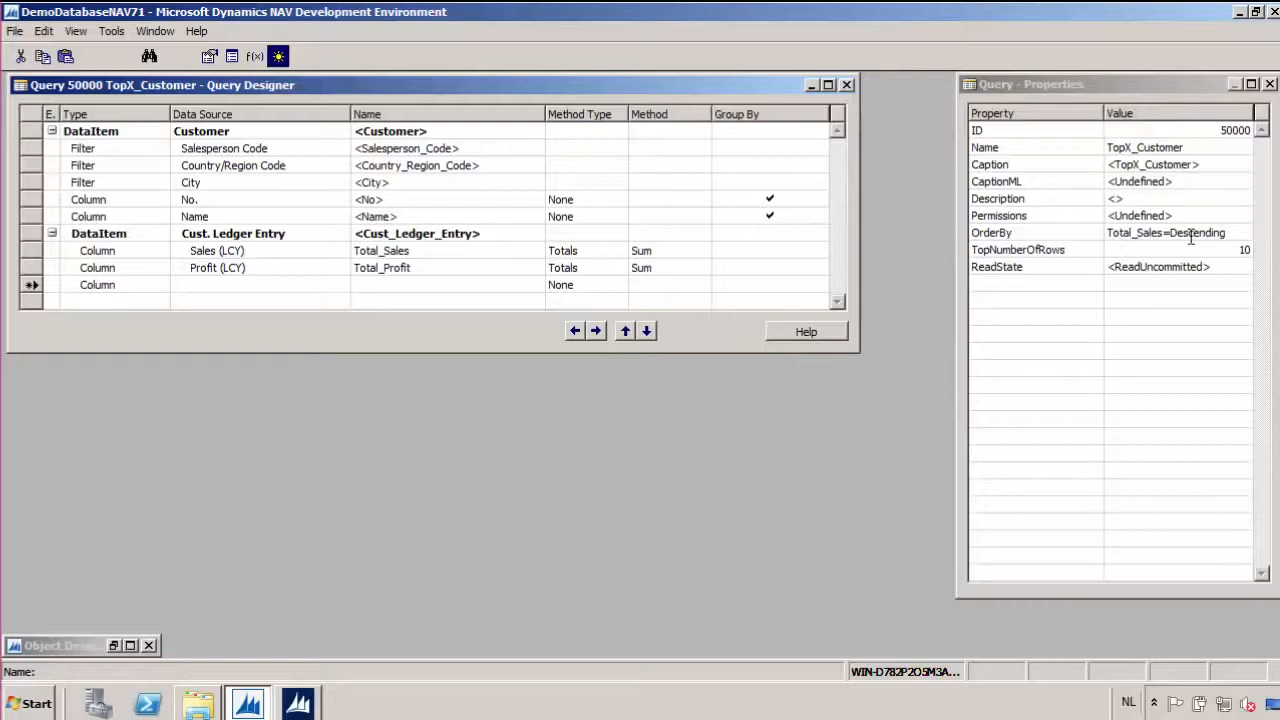 DemoDatabaseNAV71 - Microsoft Dynamics NAV Development Environment
File Edit View Tools Window Help
f(x)
Query 50000 TopX_Customer - Query Designer
E. Type Data Source Name Method Type Method Group By
DataItem Customer <Customer>
Filter Salesperson Code <Salesperson_Code>
Filter Country/Region Code <Country_Region_Code>
Filter City <City>
Column No. <No> None
Column Name <Name> None
DataItem Cust. Ledger Entry <Cust_Ledger_Entry>
Column Sales (LCY) Total_Sales Totals Sum
Column Profit (LCY) Total_Profit Totals Sum
Column None
Help
Query - Properties
Property Value
ID 50000
Name TopX_Customer
Caption <TopX_Customer>
CaptionML <Undefined>
Description <>
Permissions <Undefined>
OrderBy Total_Sales=Descending
TopNumberOfRows 10
ReadState <ReadUncommitted>
Object Des
Name: WIN-D782P2O5M3A...
Start NL